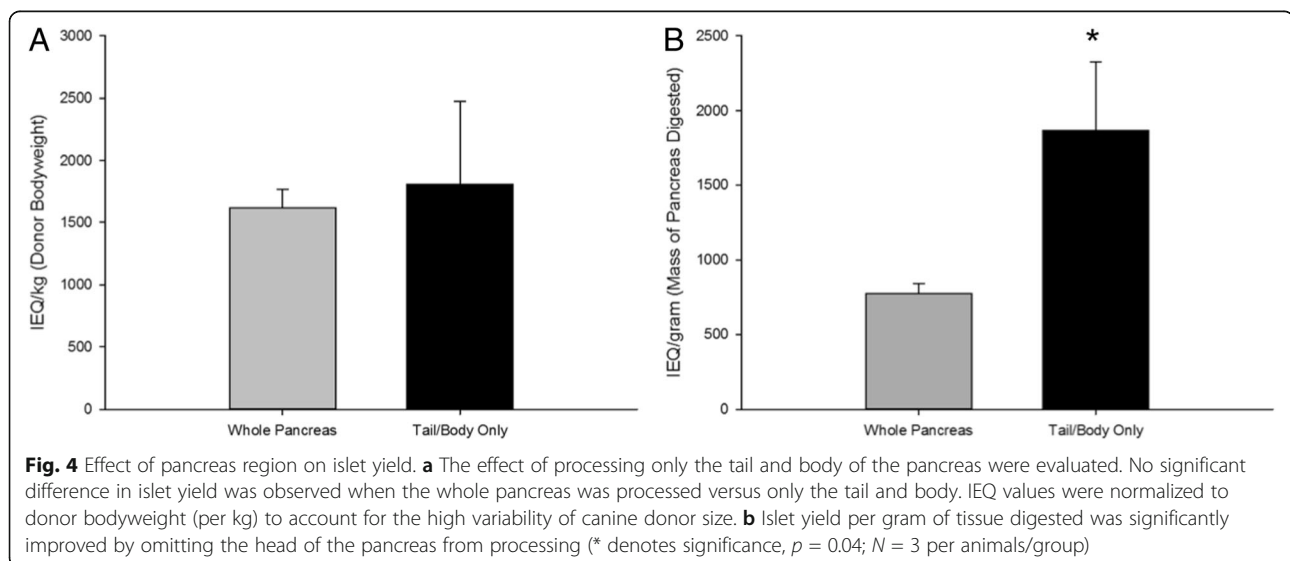 A
3000
2500
2000
1500
1000
500
0
IEQ/kg (Donor Bodyweight)
Whole Pancreas
Tail/Body Only
B
*
2500
2000
1500
1000
500
0
IEQ/gram (Mass of Pancreas Digested)
Whole Pancreas
Tail/Body Only
Fig. 4 Effect of pancreas region on islet yield. a The effect of processing only the tail and body of the pancreas were evaluated. No significant
difference in islet yield was observed when the whole pancreas was processed versus only the tail and body. IEQ values were normalized to
donor bodyweight (per kg) to account for the high variability of canine donor size. b Islet yield per gram of tissue digested was significantly
improved by omitting the head of the pancreas from processing (* denotes significance, p = 0.04; N = 3 per animals/group)